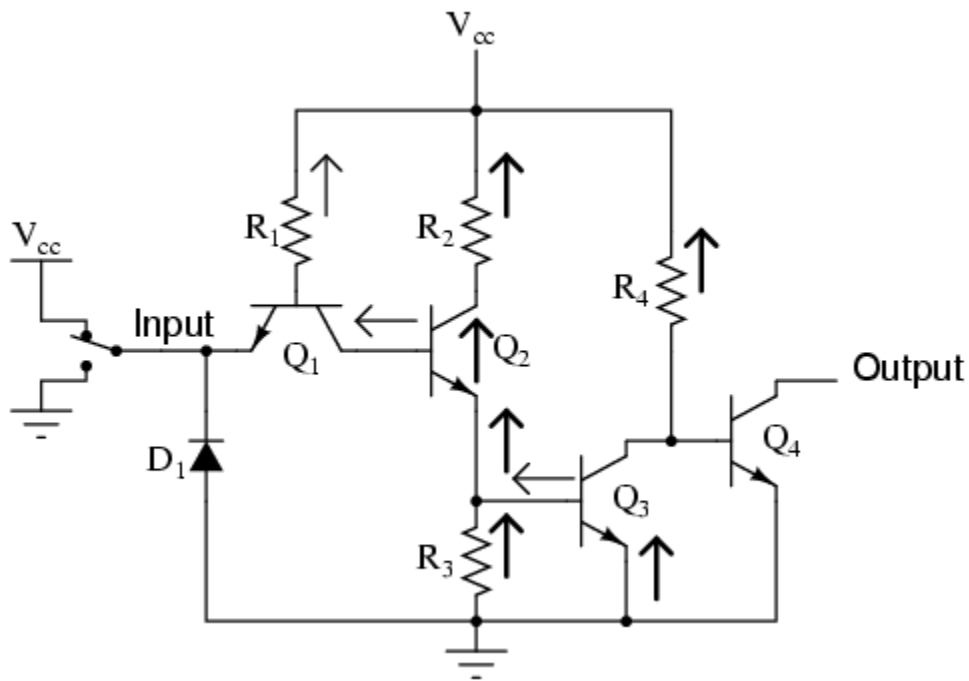 Vcc
R1
R2
Vcc
R4
Input
Q1
Q2
Output
D1
Q4
Q3
R3